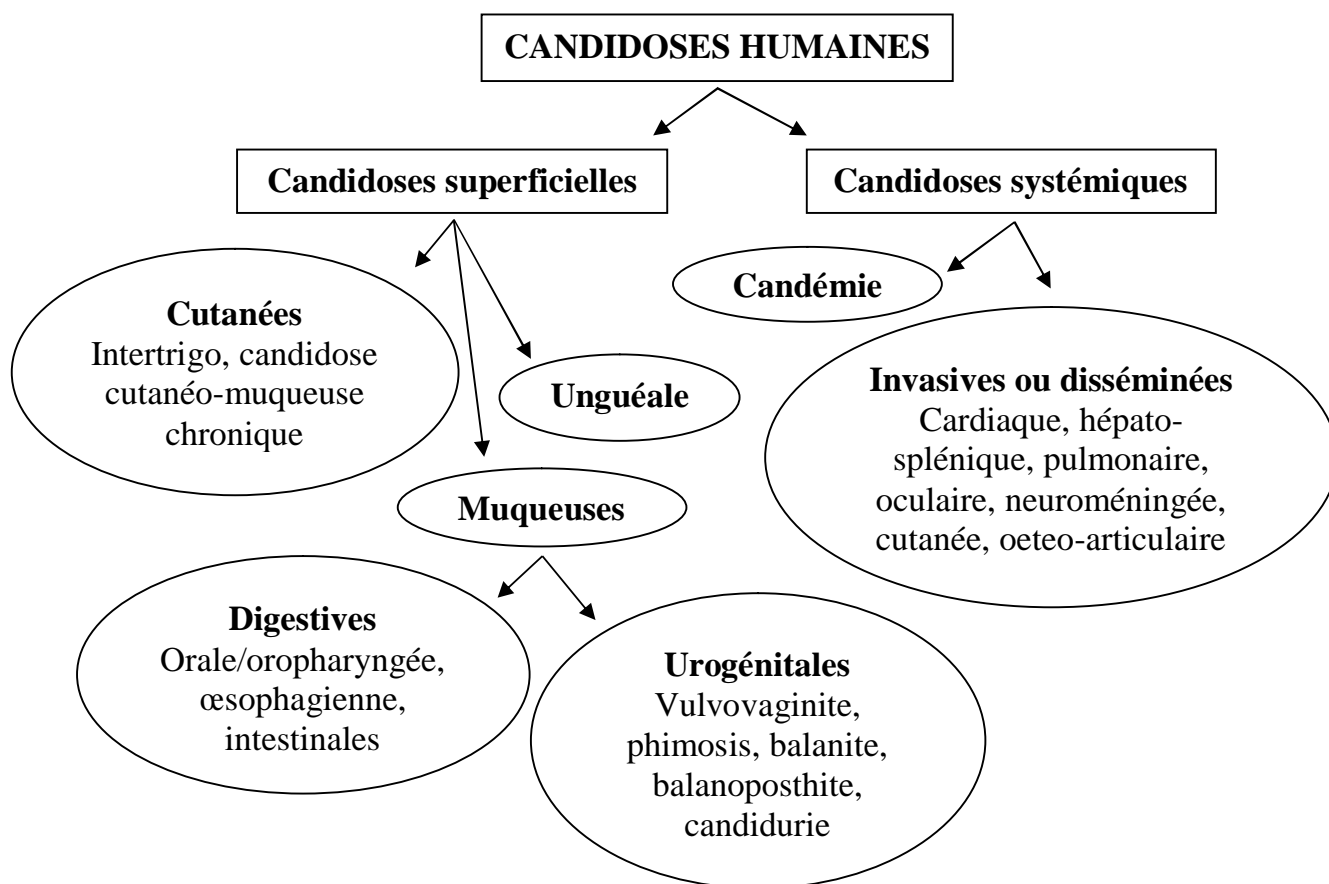 CANDIDOSES HUMAINES
Candidoses superficielles
Candidoses systémiques
Candémie
Cutanées
Intertrigo, candidose
cutanéo-muqueuse
chronique
Unguéale
Invasives ou disséminées
Cardiaque, hépato-
splénique, pulmonaire,
oculaire, neuroméningée,
cutanée, oeteo-articulaire
Muqueuses
Digestives
Orale/oropharyngée,
œsophagienne,
intestinales
Urogénitales
Vulvovaginite,
phimosis, balanite,
balanoposthite,
candidurie